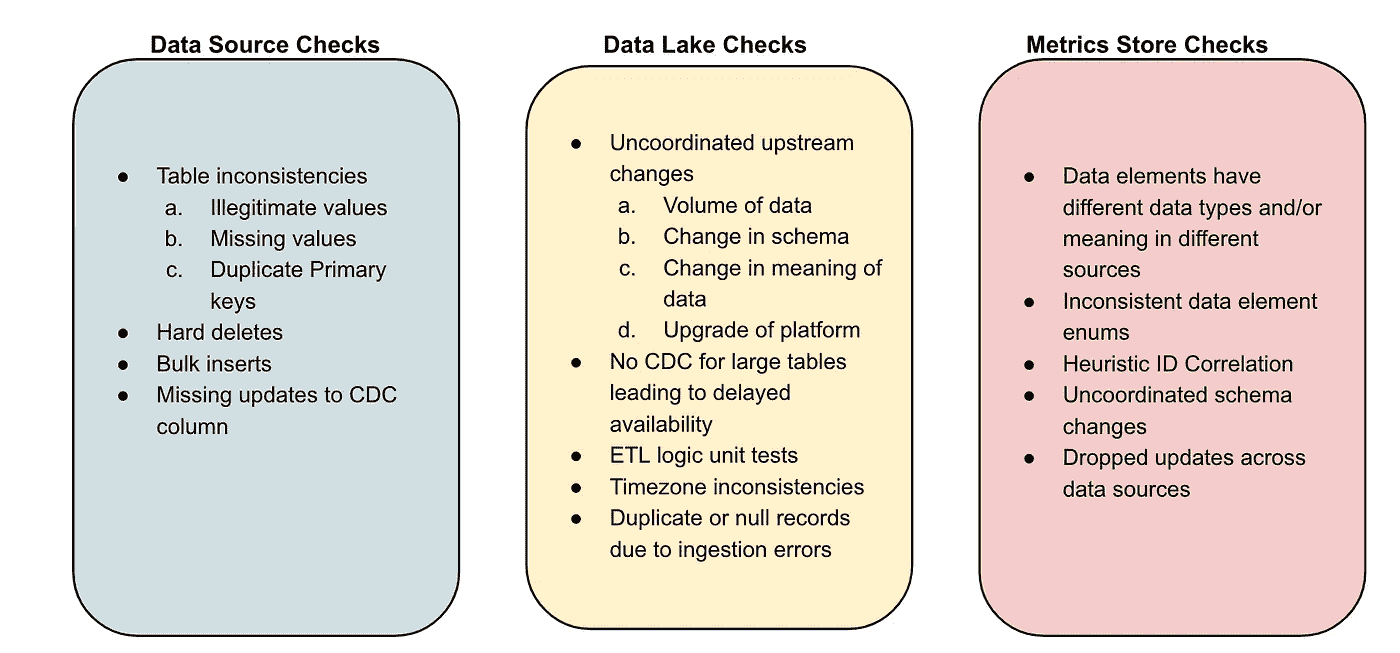 Data Source Checks
● Table inconsistencies
a. Illegitimate values
b. Missing values
c. Duplicate Primary
keys
● Hard deletes
● Bulk inserts
● Missing updates to CDC
column
Data Lake Checks
● Uncoordinated upstream
changes
a. Volume of data
b. Change in schema
c. Change in meaning of
data
d. Upgrade of platform
● No CDC for large tables
leading to delayed
availability
● ETL logic unit tests
● Timezone inconsistencies
● Duplicate or null records
due to ingestion errors
Metrics Store Checks
● Data elements have
different data types and/or
meaning in different
sources
● Inconsistent data element
enums
● Heuristic ID Correlation
● Uncoordinated schema
changes
● Dropped updates across
data sources